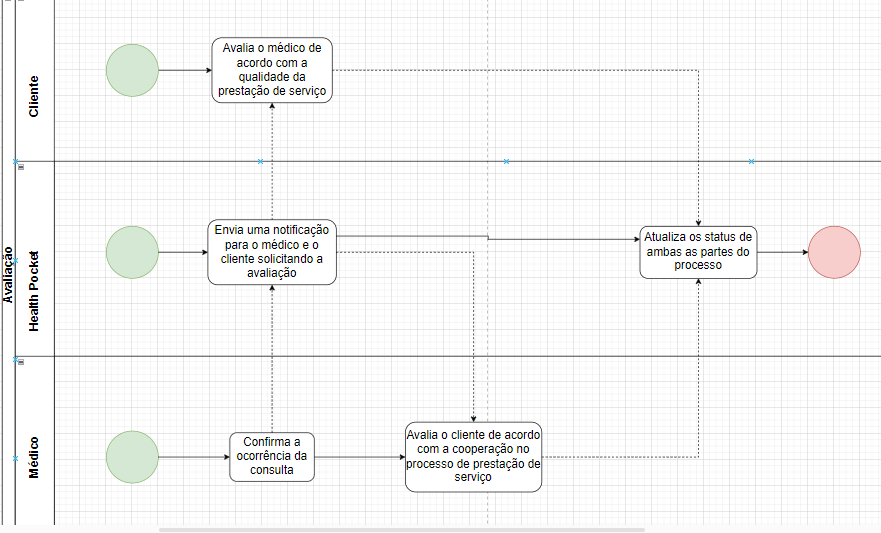 Avaliação
Cliente
Avalia o médico de
acordo com a
qualidade da
prestação de serviço
Health Pocket
Envia uma notificação
para o médico e o
cliente solicitando a
avaliação
Atualiza os status de
ambas as partes do
processo
Médico
Confirma a
ocorrência da
consulta
Avalia o cliente de acordo
com a cooperação no
processo de prestação de
serviço